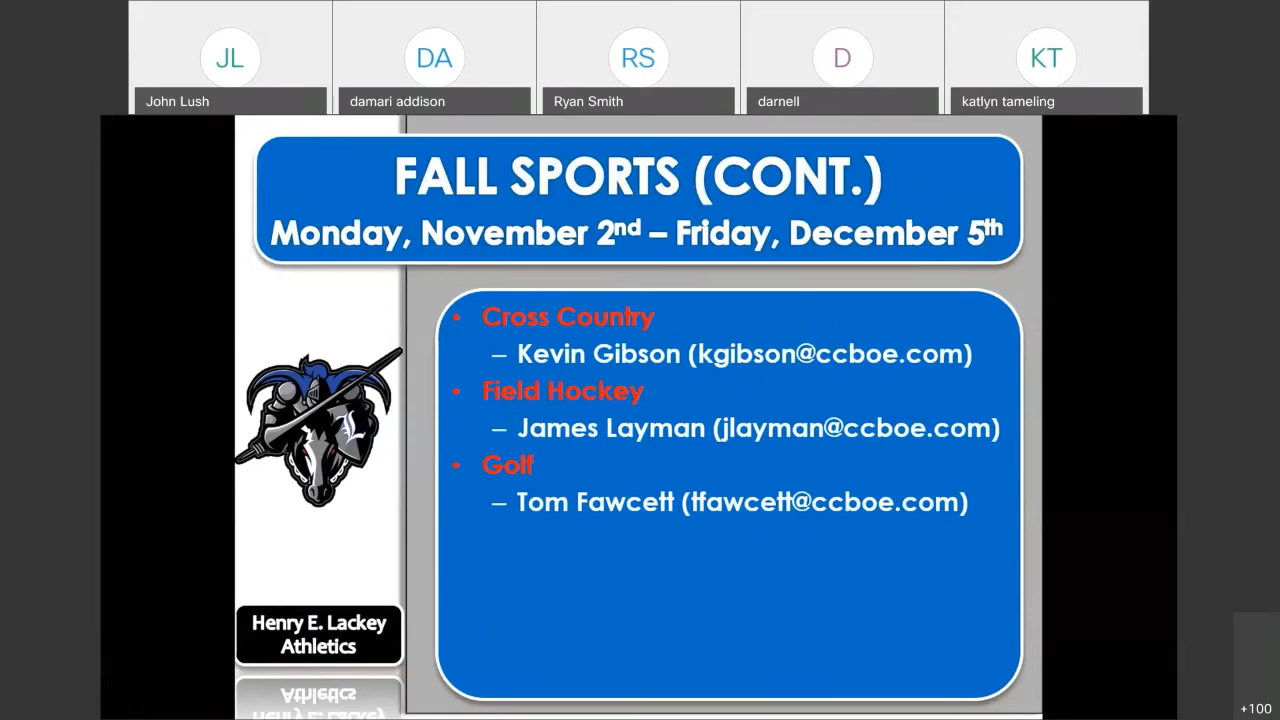 JL
DA
RS
D
KT
John Lush
damari addison
Ryan Smith
darnell
katlyn tameling
FALL SPORTS (CONT.)
Monday, November 2nd – Friday, December 5th
• Cross Country
– Kevin Gibson (kgibson@ccboe.com)
• Field Hockey
– James Layman (jlayman@ccboe.com)
• Golf
– Tom Fawcett (tfawcett@ccboe.com)
L
Henry E. Lackey
Athletics
+100